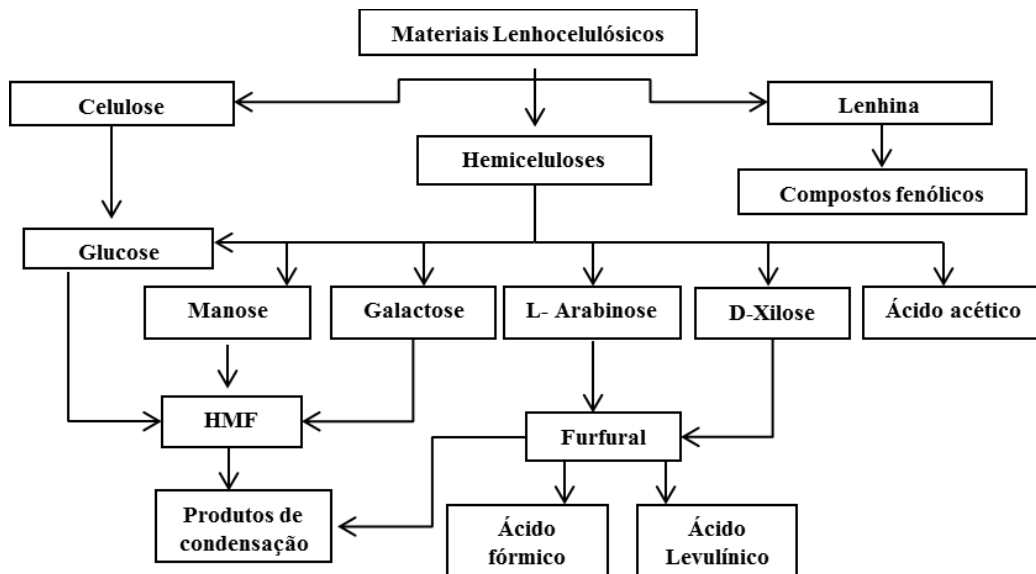 Materiais Lenhocelulósicos
Celulose
Lenhina
Hemiceluloses
Compostos fenólicos
Glucose
Manose
Galactose
L- Arabinose
D-Xilose
Ácido acético
HMF
Furfural
Produtos de
condensação
Ácido
fórmico
Ácido
Levulínico